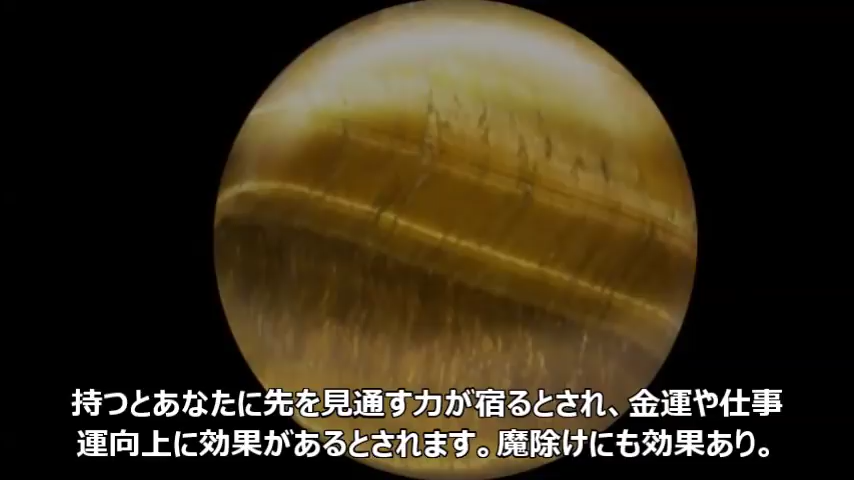 持つとあなたに先を見通す力が宿るとされ、金運や仕事
運向上に効果があるとされます。魔除けにも効果あり。